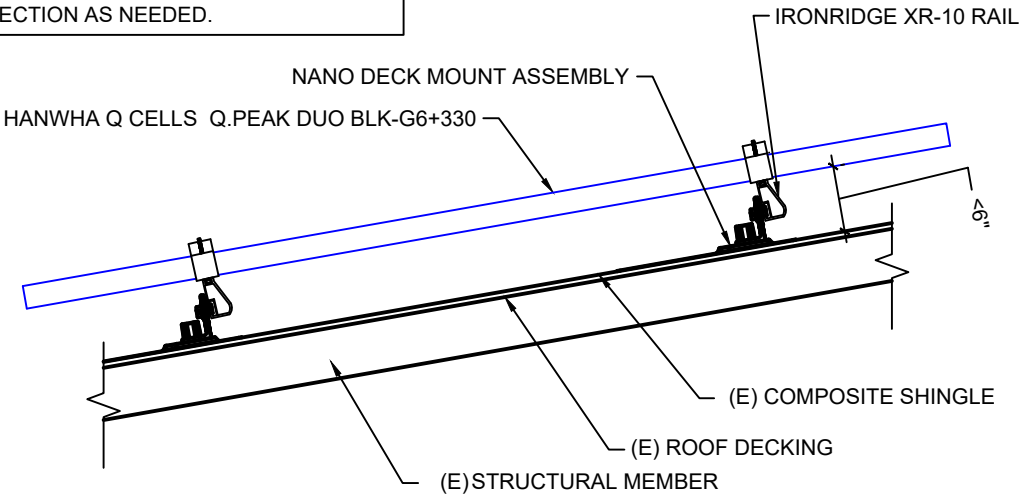 ECTION AS NEEDED.
IRONRIDGE XR-10 RAIL
NANO DECK MOUNT ASSEMBLY
HANWHA Q CELLS Q.PEAK DUO BLK-G6+330
<6"
(E) COMPOSITE SHINGLE
(E) ROOF DECKING
(E)STRUCTURAL MEMBER